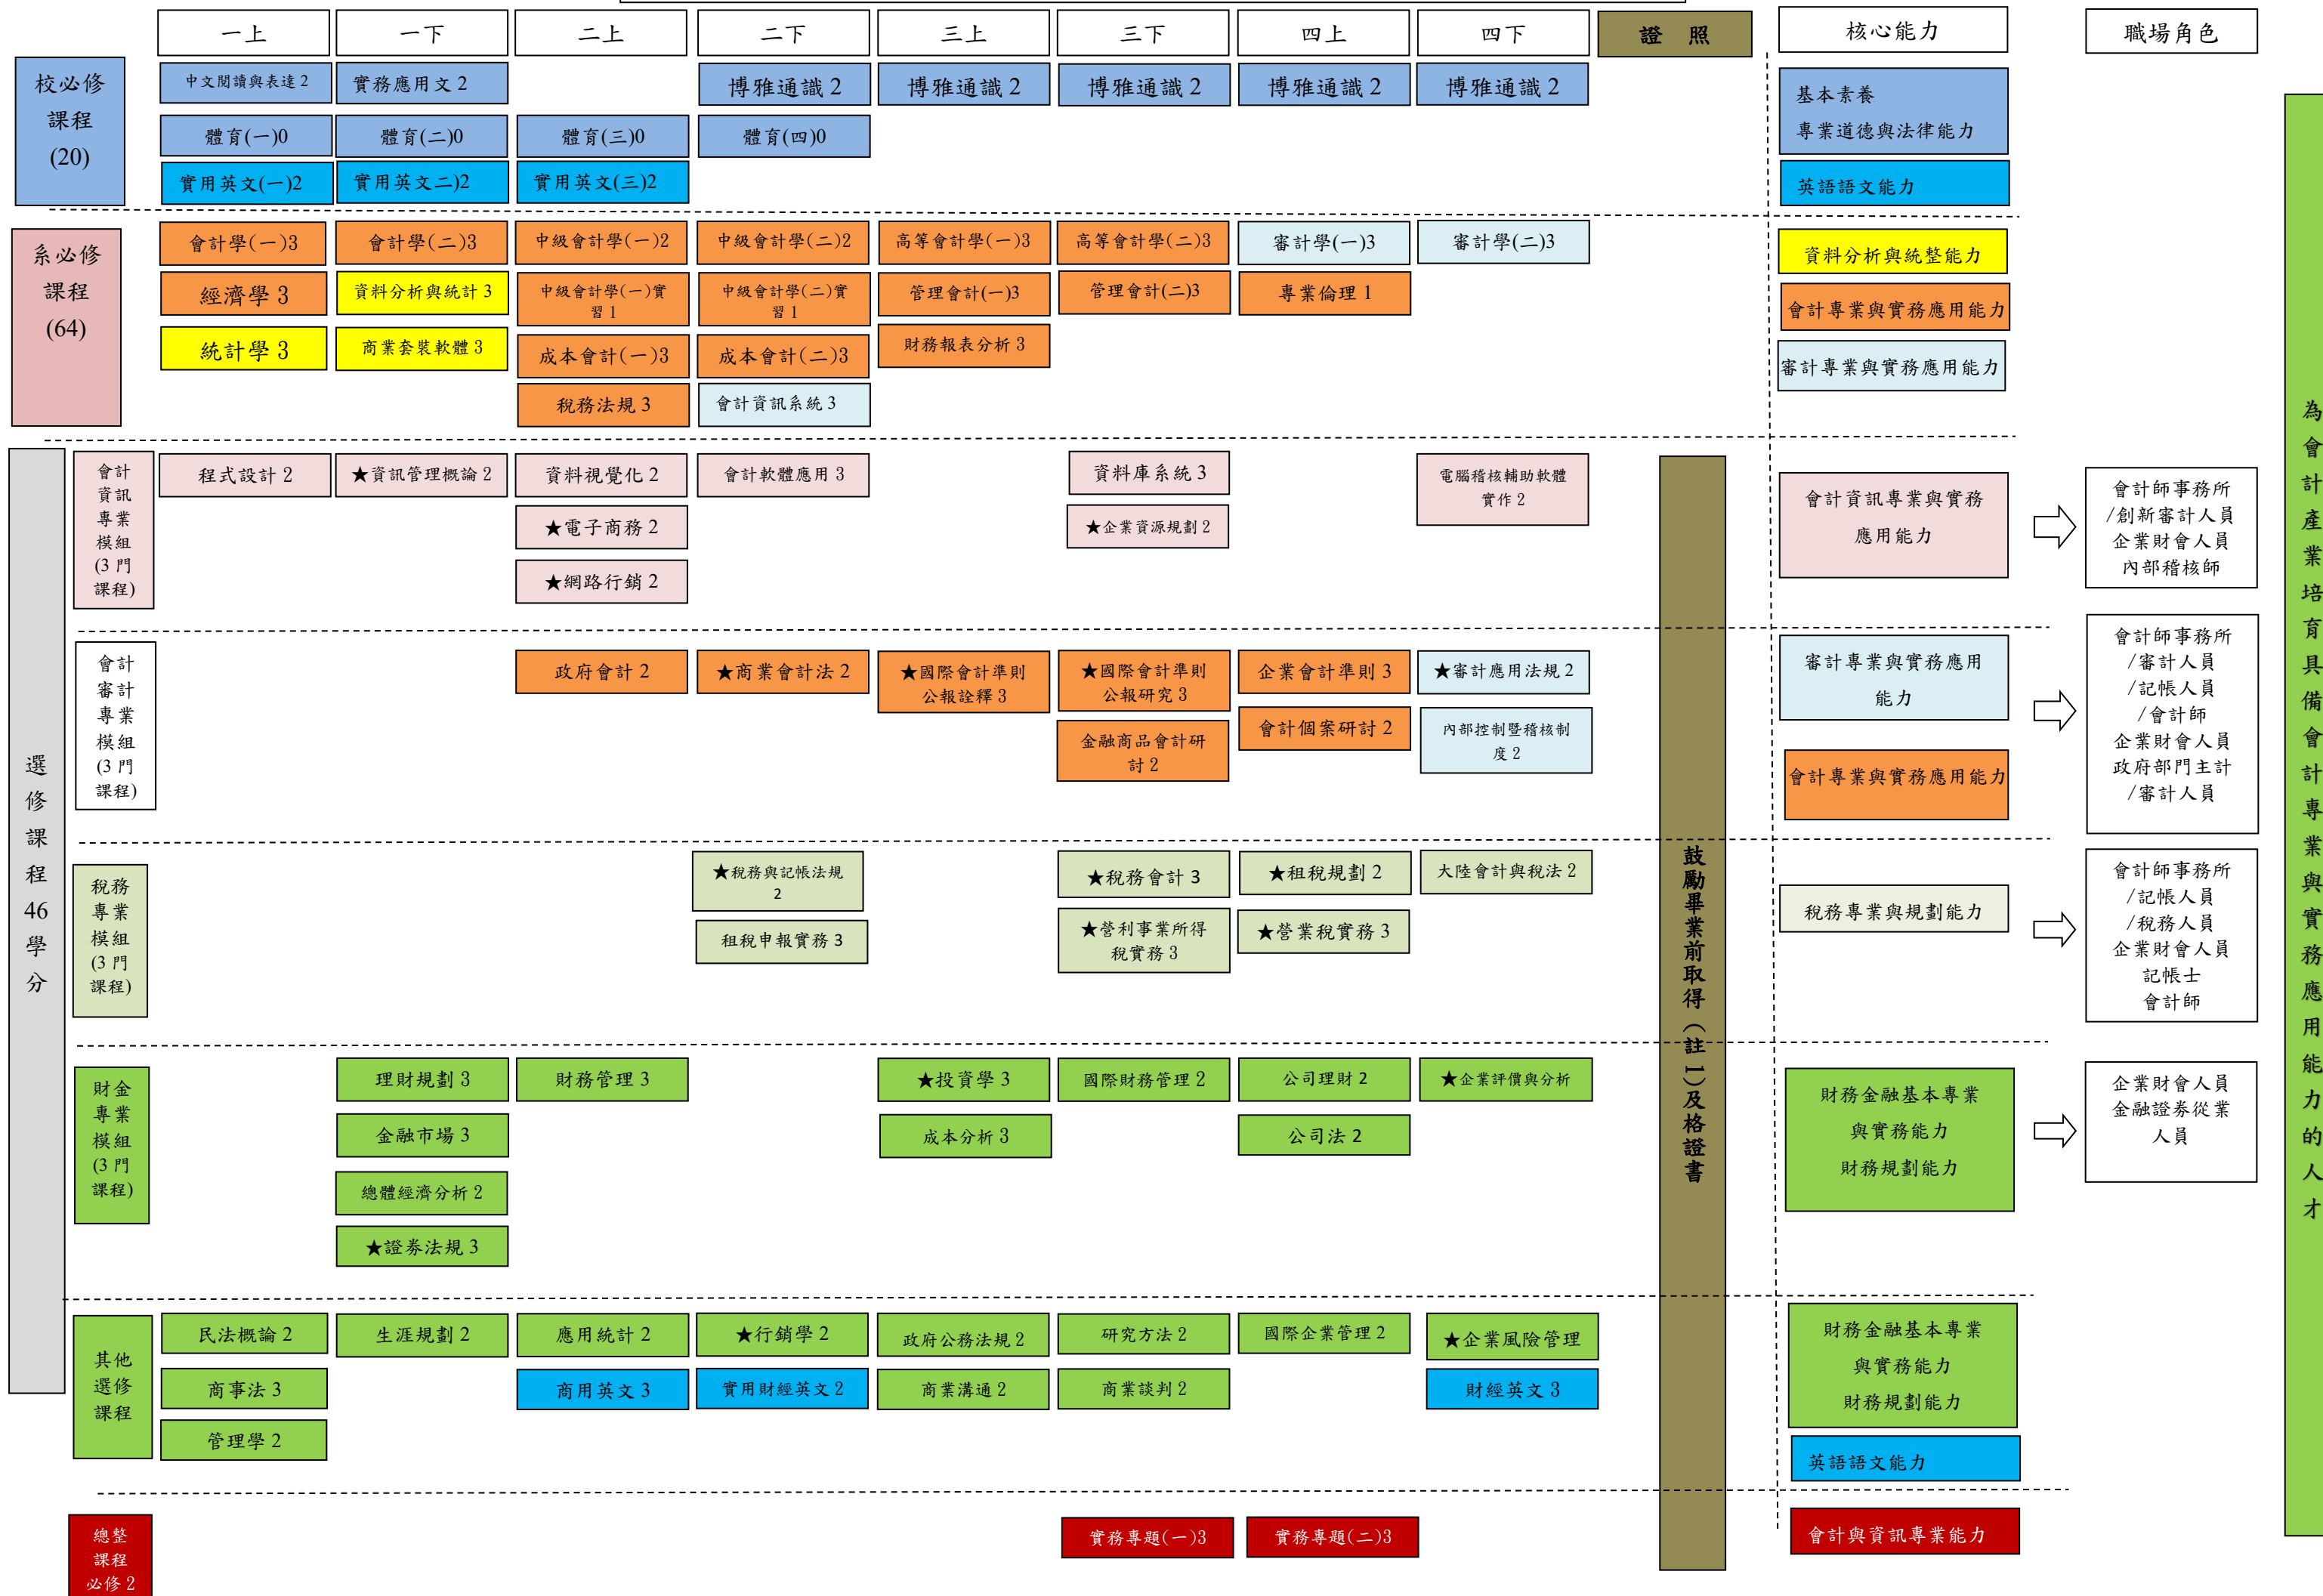 一上
一下
二上
二下
三上
三下
四上
四下
證 照
核心能力
職場角色
校必修
課程
(20)
中文閱讀與表達 2
實務應用文 2
博雅通識 2
博雅通識 2
博雅通識 2
博雅通識 2
博雅通識 2
體育(一)0
體育(二)0
體育(三)0
體育(四)0
實用英文(一)2
實用英文二)2
實用英文(三)2
基本素養
專業道德與法律能力
英語語文能力
系必修
課程
(64)
會計學(一)3
會計學(二)3
中級會計學(一)2
中級會計學(二)2
高等會計學(一)3
高等會計學(二)3
審計學(一)3
審計學(二)3
經濟學 3
資料分析與統計 3
中級會計學(一)實
習 1
中級會計學(二)實
習 1
管理會計(一)3
管理會計(二)3
專業倫理 1
統計學 3
商業套裝軟體 3
成本會計(一)3
成本會計(二)3
財務報表分析 3
稅務法規 3
會計資訊系統 3
資料分析與統整能力
會計專業與實務應用能力
審計專業與實務應用能力
選修課程46學分
會計
資訊
專業
模組
(3 門
課程)
程式設計 2
★資訊管理概論 2
資料視覺化 2
會計軟體應用 3
資料庫系統 3
電腦稽核輔助軟體
實作 2
★電子商務 2
★企業資源規劃 2
★網路行銷 2
會計資訊專業與實務
應用能力
會計師事務所
/創新審計人員
企業財會人員
內部稽核師
會計
審計
專業
模組
(3 門
課程)
政府會計 2
★商業會計法 2
★國際會計準則
公報詮釋 3
★國際會計準則
公報研究 3
企業會計準則 3
★審計應用法規 2
金融商品會計研
討 2
會計個案研討 2
內部控制暨稽核制
度 2
審計專業與實務應用
能力
會計專業與實務應用能力
會計師事務所
/審計人員
/記帳人員
/會計師
企業財會人員
政府部門主計
/審計人員
稅務
專業
模組
(3 門
課程)
★稅務與記帳法規
2
★稅務會計 3
★租稅規劃 2
大陸會計與稅法 2
租稅申報實務 3
★營利事業所得
稅實務 3
★營業稅實務 3
稅務專業與規劃能力
會計師事務所
/記帳人員
/稅務人員
企業財會人員
記帳士
會計師
財金
專業
模組
(3 門
課程)
理財規劃 3
財務管理 3
★投資學 3
國際財務管理 2
公司理財 2
★企業評價與分析
金融市場 3
成本分析 3
公司法 2
總體經濟分析 2
★證券法規 3
財務金融基本專業
與實務能力
財務規劃能力
企業財會人員
金融證券從業
人員
其他
選修
課程
民法概論 2
生涯規劃 2
應用統計 2
★行銷學 2
政府公務法規 2
研究方法 2
國際企業管理 2
★企業風險管理
商事法 3
商用英文 3
實用財經英文 2
商業溝通 2
商業談判 2
財經英文 3
管理學 2
財務金融基本專業
與實務能力
財務規劃能力
英語語文能力
總整
課程
必修 2
實務專題(一)3
實務專題(二)3
會計與資訊專業能力
鼓勵畢業前取得(註 1)及格證書
為會計產業培育具備會計專業與實務應用能力的人才